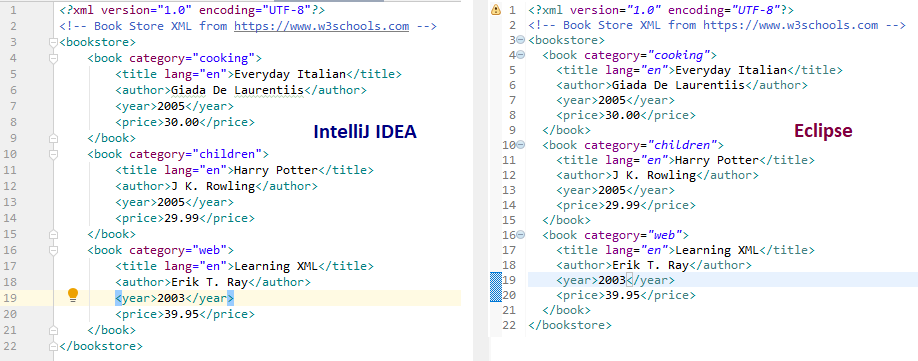 1 <?xml version="1.0" encoding="UTF-8"?>
2 <!-- Book Store XML from https://www.w3schools.com -->
3 <bookstore>
4 <book category="cooking">
5 <title lang="en">Everyday Italian</title>
6 <author>Giada De Laurentiis</author>
7 <year>2005</year>
8 <price>30.00</price>
9 </book>
10 <book category="children">
11 <title lang="en">Harry Potter</title>
12 <author>J K. Rowling</author>
13 <year>2005</year>
14 <price>29.99</price>
15 </book>
16 <book category="web">
17 <title lang="en">Learning XML</title>
18 <author>Erik T. Ray</author>
19 <year>2003</year>
20 <price>39.95</price>
21 </book>
22 </bookstore>
IntelliJ IDEA
1 <?xml version="1.0" encoding="UTF-8"?>
2 <!-- Book Store XML from https://www.w3schools.com -->
3 <bookstore>
4 <book category="cooking">
5 <title lang="en">Everyday Italian</title>
6 <author>Giada De Laurentiis</author>
7 <year>2005</year>
8 <price>30.00</price>
9 </book>
10 <book category="children">
11 <title lang="en">Harry Potter</title>
12 <author>J K. Rowling</author>
13 <year>2005</year>
14 <price>29.99</price>
15 </book>
16 <book category="web">
17 <title lang="en">Learning XML</title>
18 <author>Erik T. Ray</author>
19 <year>2003</year>
20 <price>39.95</price>
21 </book>
22 </bookstore>
Eclipse